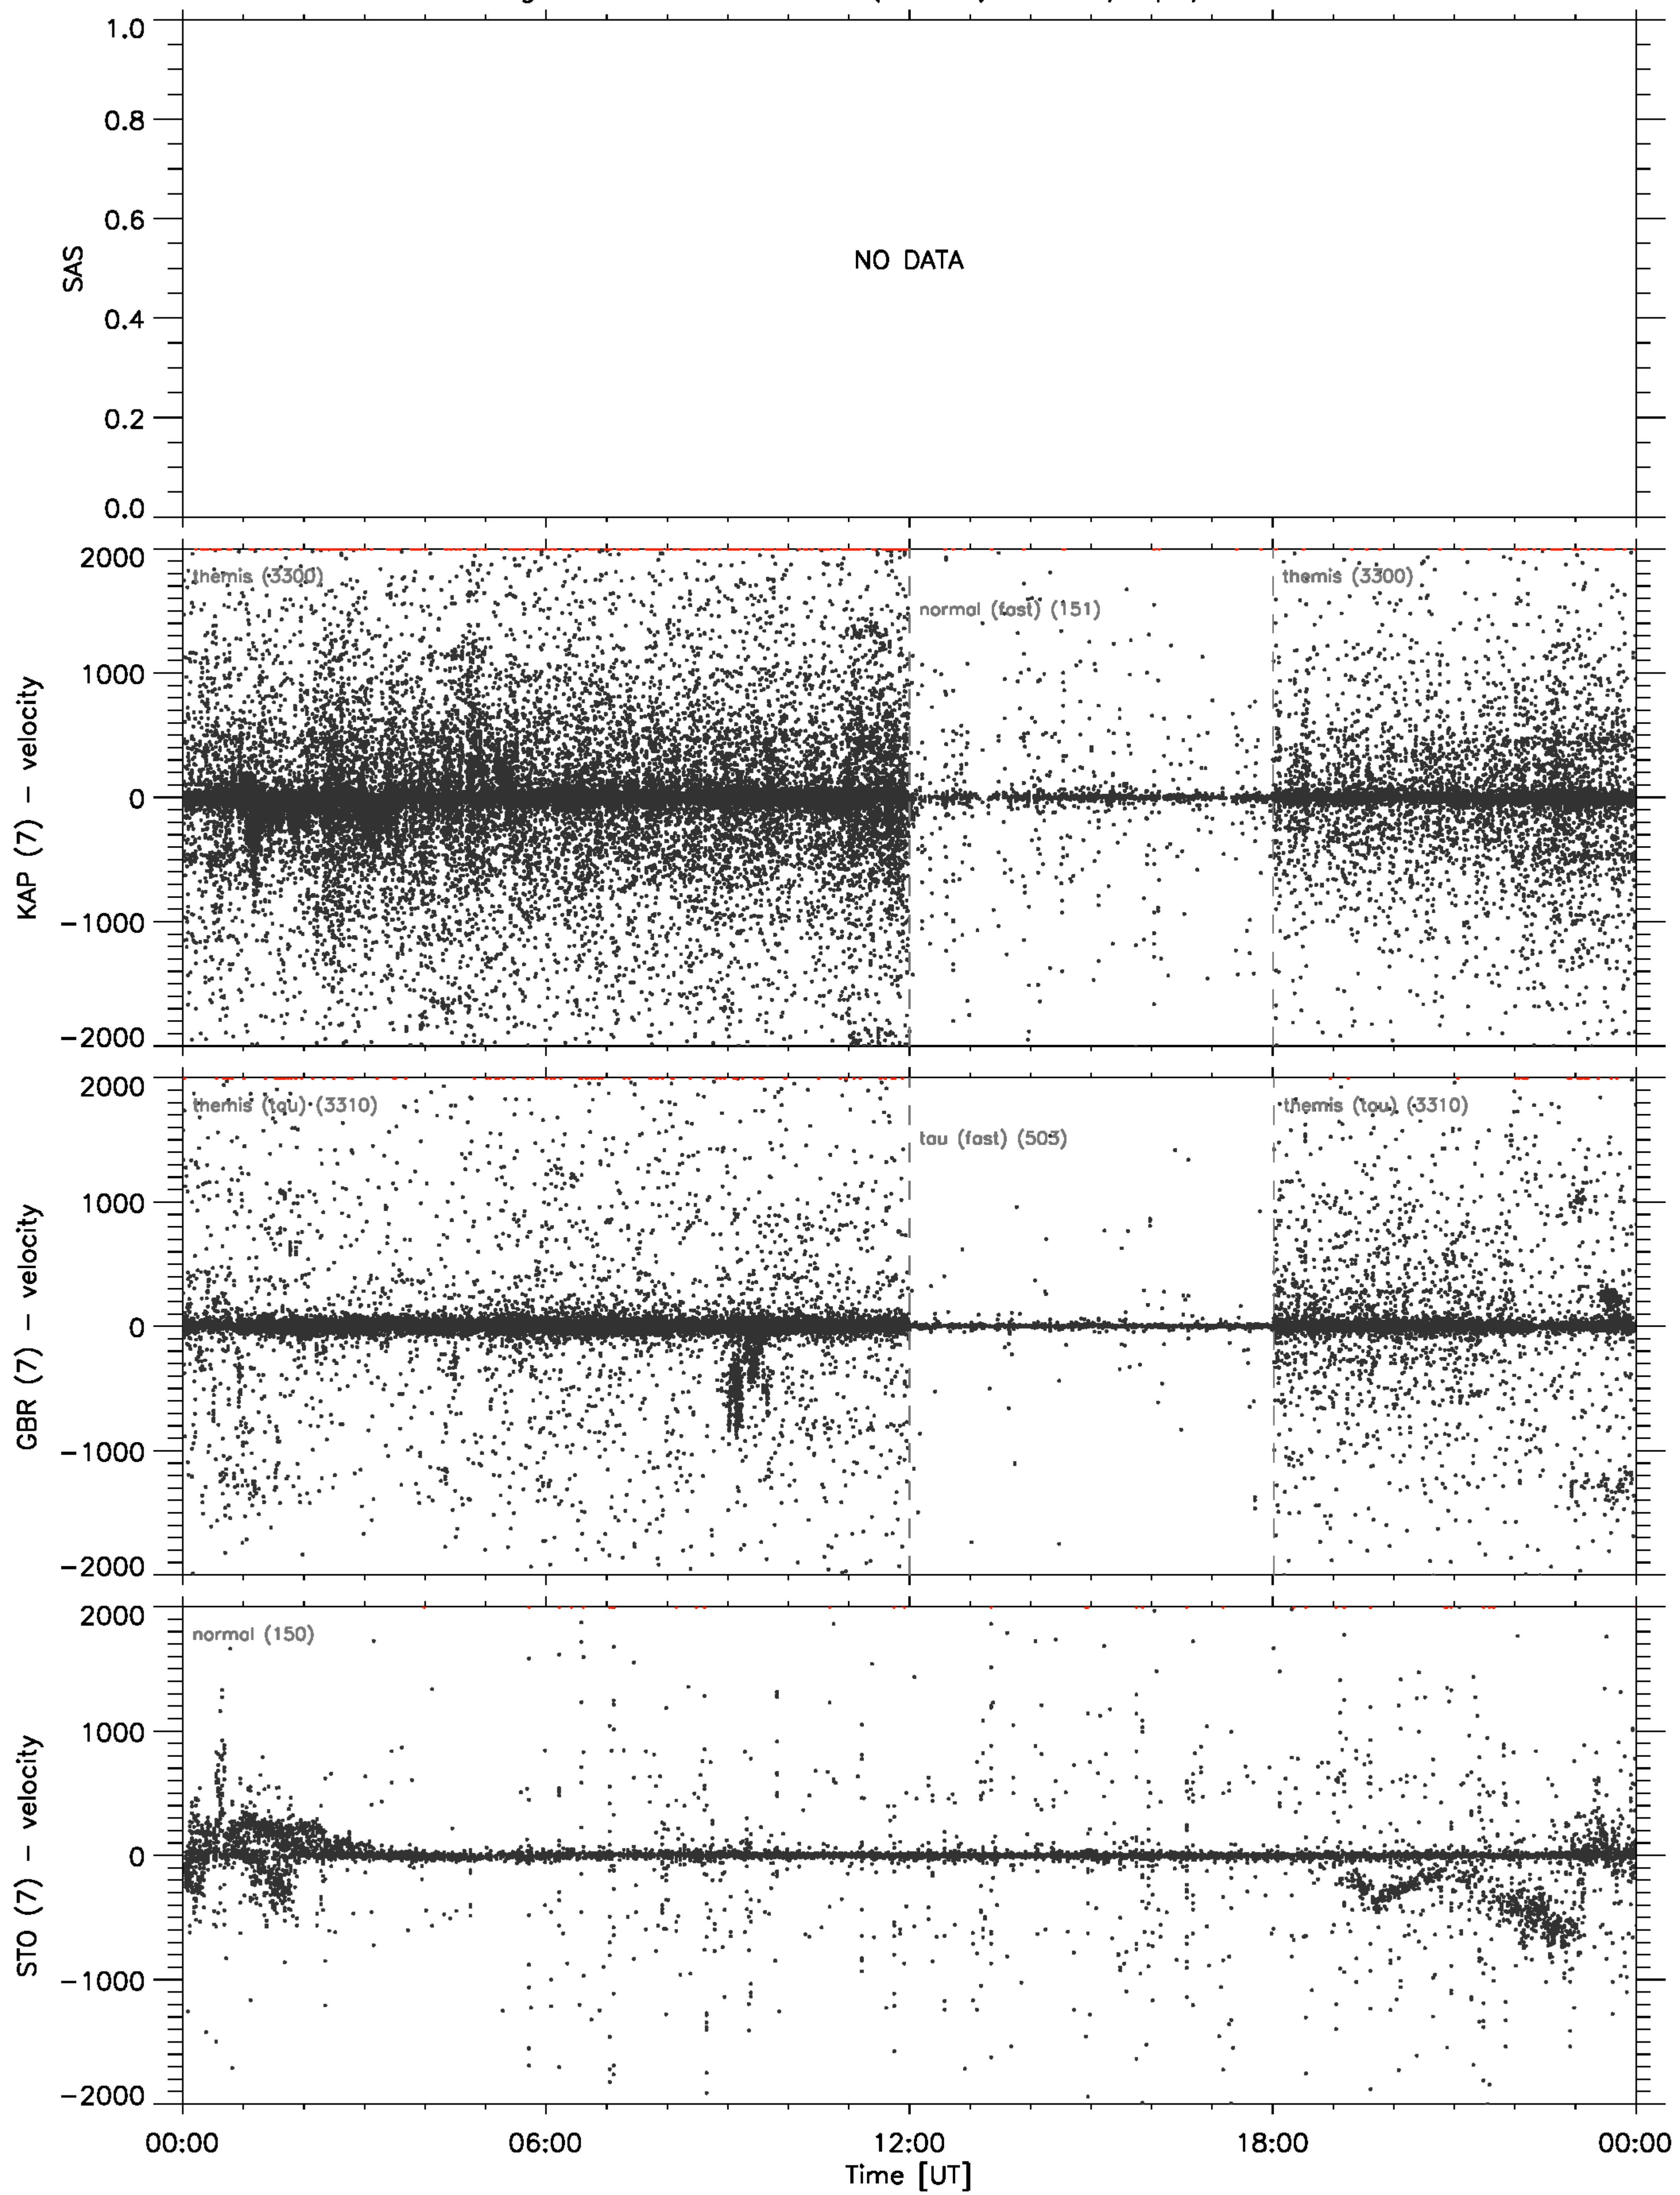 1.0
0.8
0.6
0.4
0.2
0.0
SAS
NO DATA
2000
1000
0
−1000
−2000
KAP (7) − velocity
themis (3300)
normal (fast) (151)
themis (3300)
2000
1000
0
−1000
−2000
GBR (7) − velocity
themis (tau) (3310)
tau (fast) (503)
themis (tau) (3310)
2000
1000
0
−1000
−2000
STO (7) − velocity
normal (150)
00:00 06:00 12:00 18:00 00:00
Time [UT]